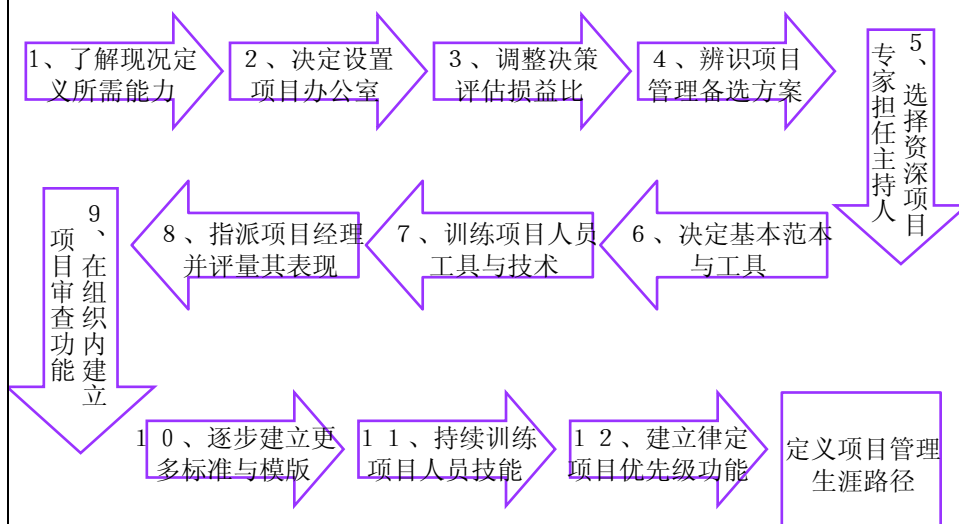 1、了解现况定
义所需能力
2、决定设置
项目办公室
3、调整决策
评估损益比
4、辨识项目
管理备选方案
5、选择资深项目
专家担任主持人
6、决定基本范本
与工具
7、训练项目人员
工具与技术
8、指派项目经理
并评量其表现
9、在组织内建立
项目审查功能
10、逐步建立更
多标准与模版
11、持续训练
项目人员技能
12、建立律定
项目优先级功能
定义项目管理
生涯路径